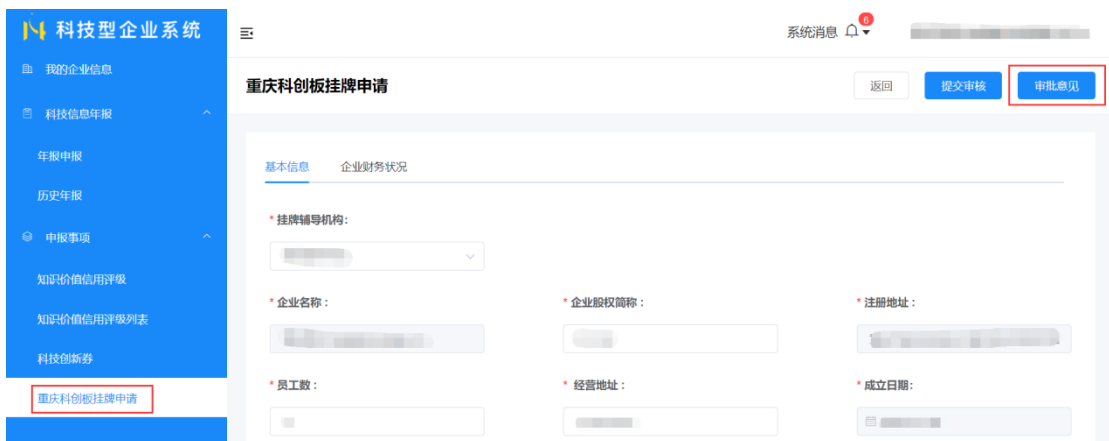 科技型企业系统
系统消息 6
我的企业信息
重庆科创板挂牌申请
返回 提交审核 审批意见
科技信息年报
年报申报
基本信息 企业财务状况
历史年报
* 挂牌辅导机构:
申报事项
知识价值信用评级
* 企业名称: * 企业股权简称: * 注册地址:
知识价值信用评级列表
科技创新券
* 员工数: * 经营地址: * 成立日期:
重庆科创板挂牌申请